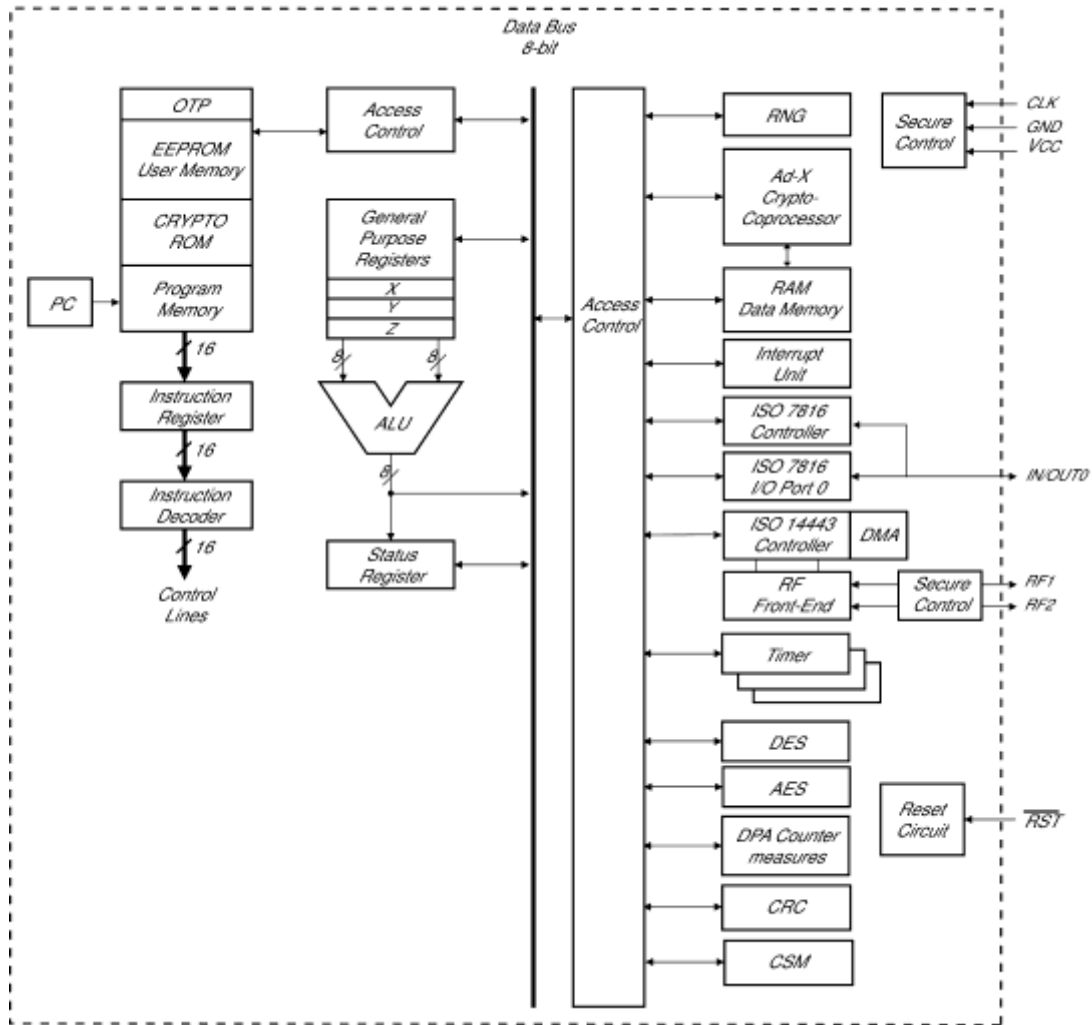 Data Bus
8-bit
OTP
EEPROM
User Memory
CRYPTO
ROM
Program
Memory
PC
16
Instruction
Register
16
Instruction
Decoder
16
Control
Lines
Access
Control
General
Purpose
Registers
X
Y
Z
8
8
ALU
8
Status
Register
Access
Control
RNG
Ad-X
Crypto-
Coprocessor
RAM
Data Memory
Interrupt
Unit
ISO 7816
Controller
ISO 7816
I/O Port 0
ISO 14443
Controller
DMA
RF
Front-End
Secure
Control
Timer
DES
AES
DPA Counter
measures
CRC
CSM
Secure
Control
CLK
GND
VCC
IN/OUT0
RF1
RF2
Reset
Circuit
RST